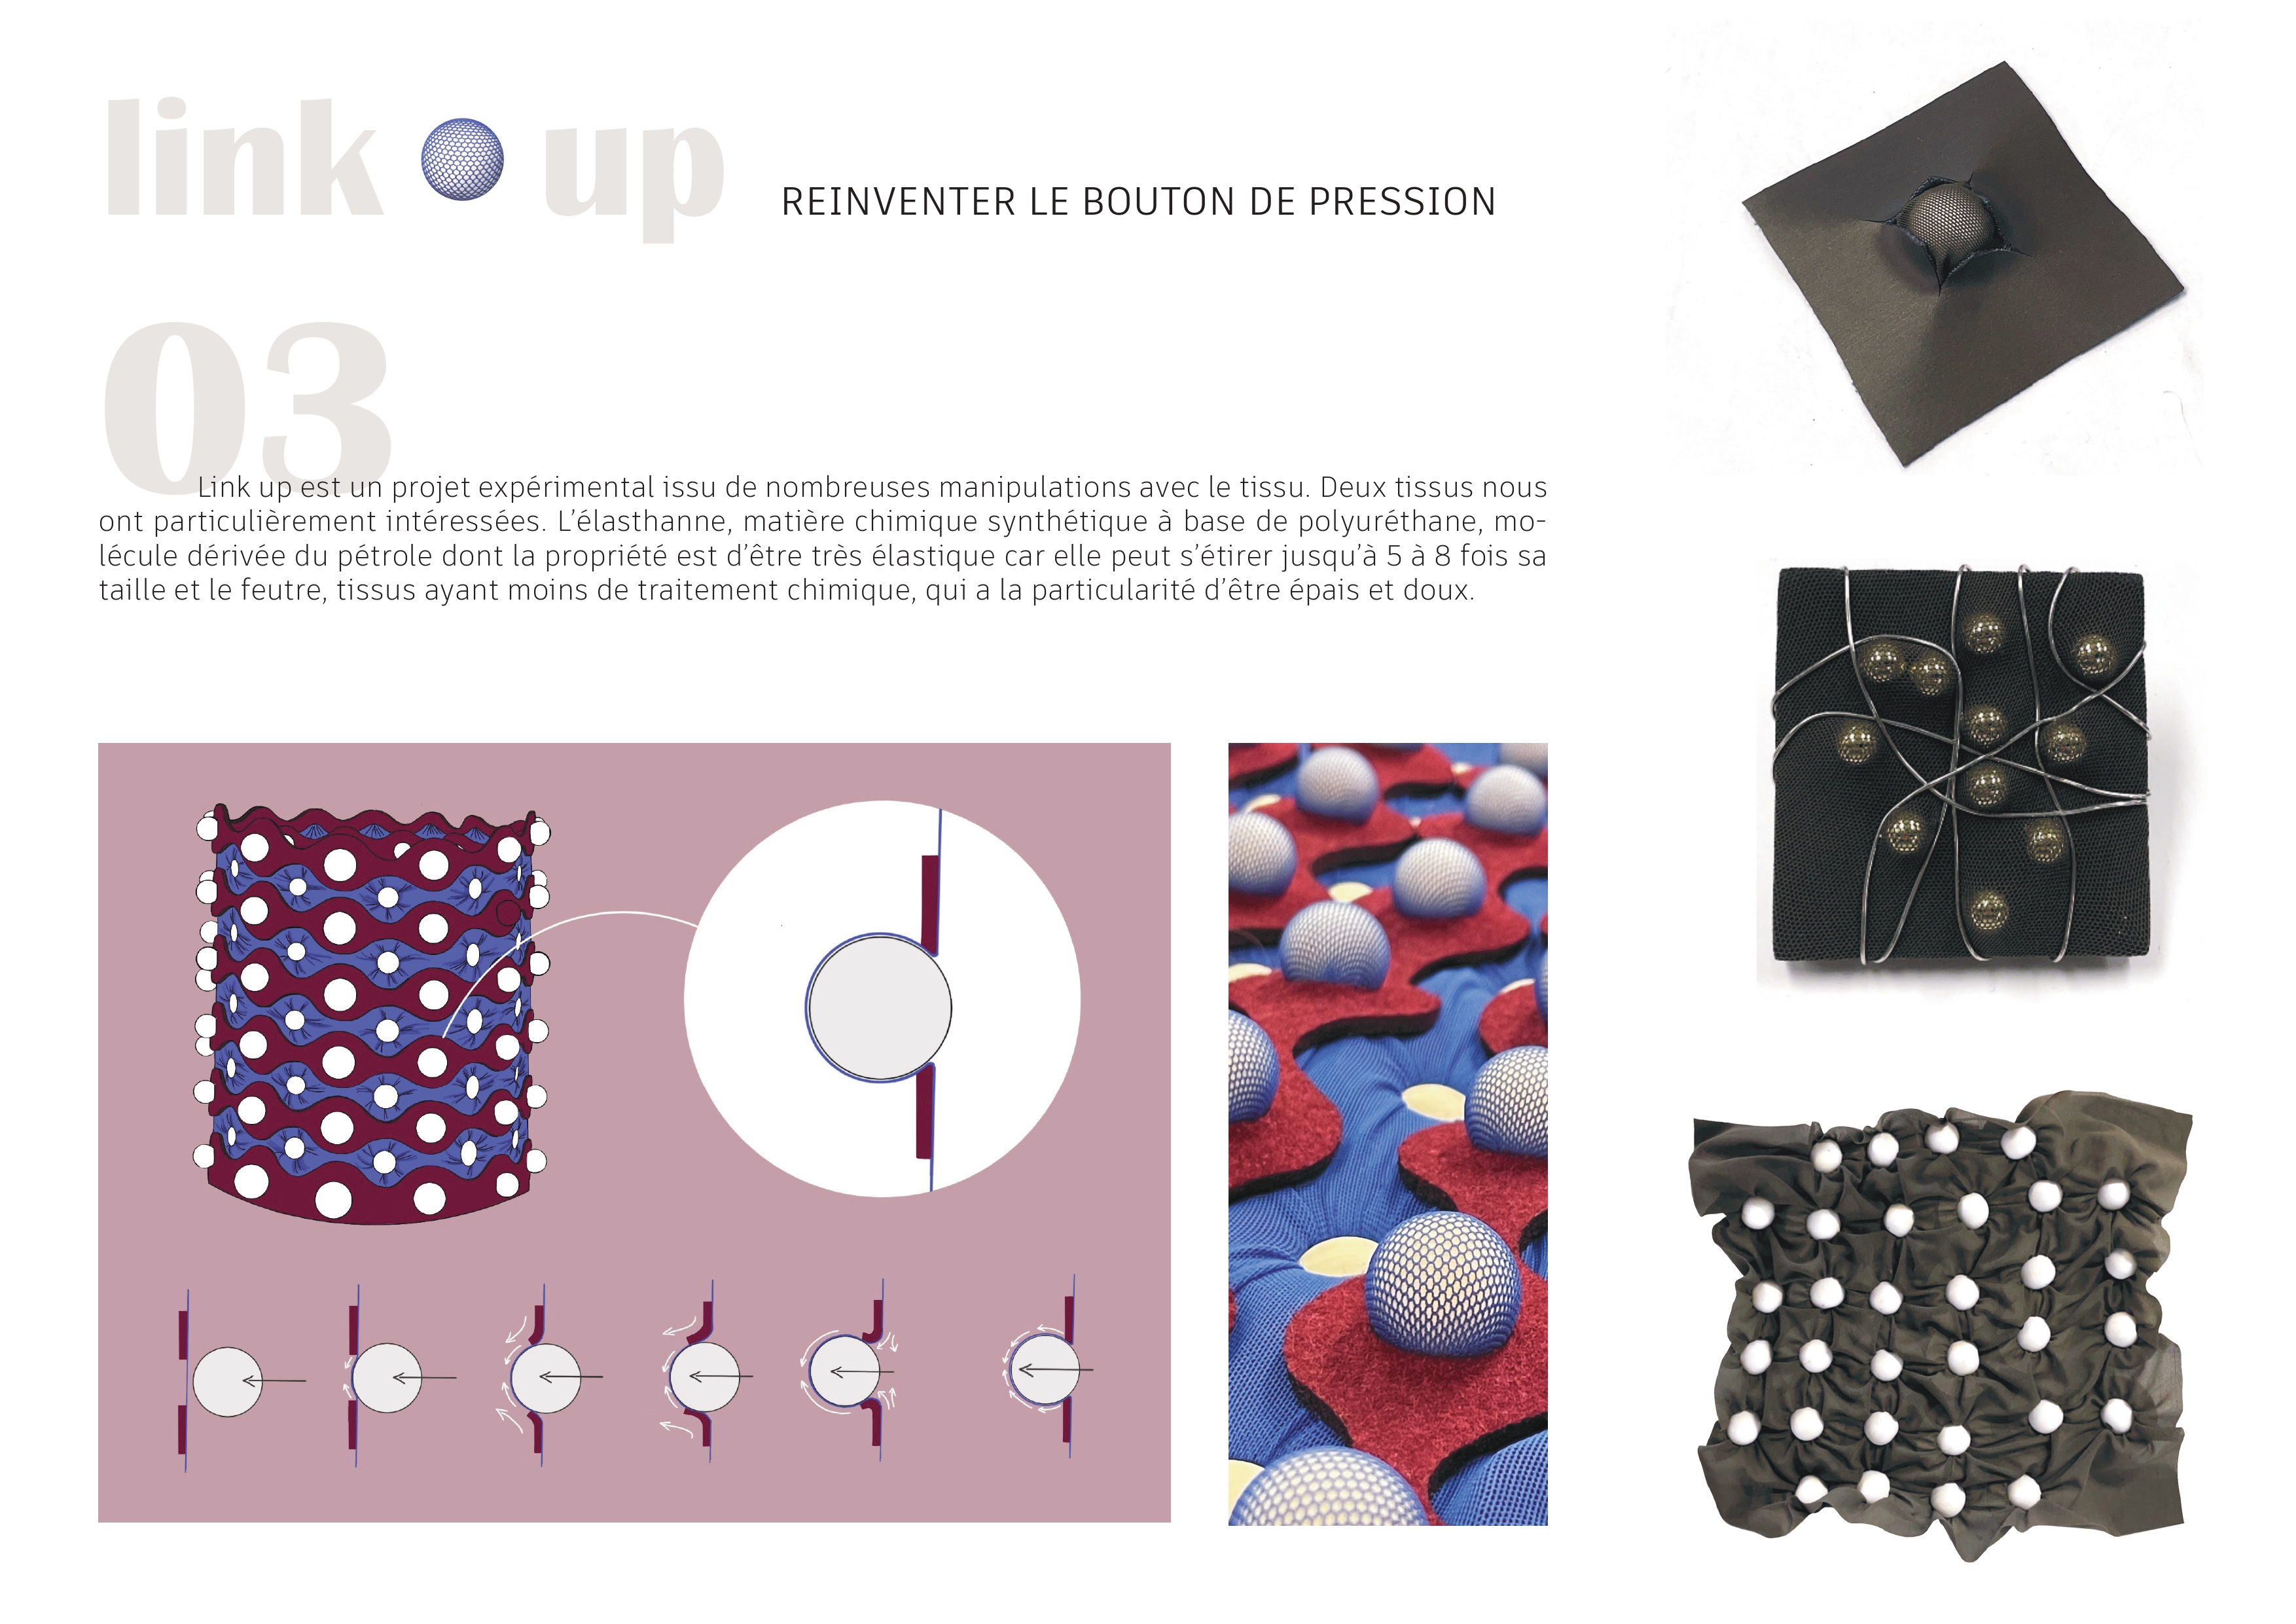 link up
REINVENTER LE BOUTON DE PRESSION
03
Link up est un projet expérimental issu de nombreuses manipulations avec le tissu. Deux tissus nous
ont particulièrement intéressées. L’élasthanne, matière chimique synthétique à base de polyuréthane, mo-
lécule dérivée du pétrole dont la propriété est d’être très élastique car elle peut s’étirer jusqu’à 5 à 8 fois sa
taille et le feutre, tissus ayant moins de traitement chimique, qui a la particularité d’être épais et doux.